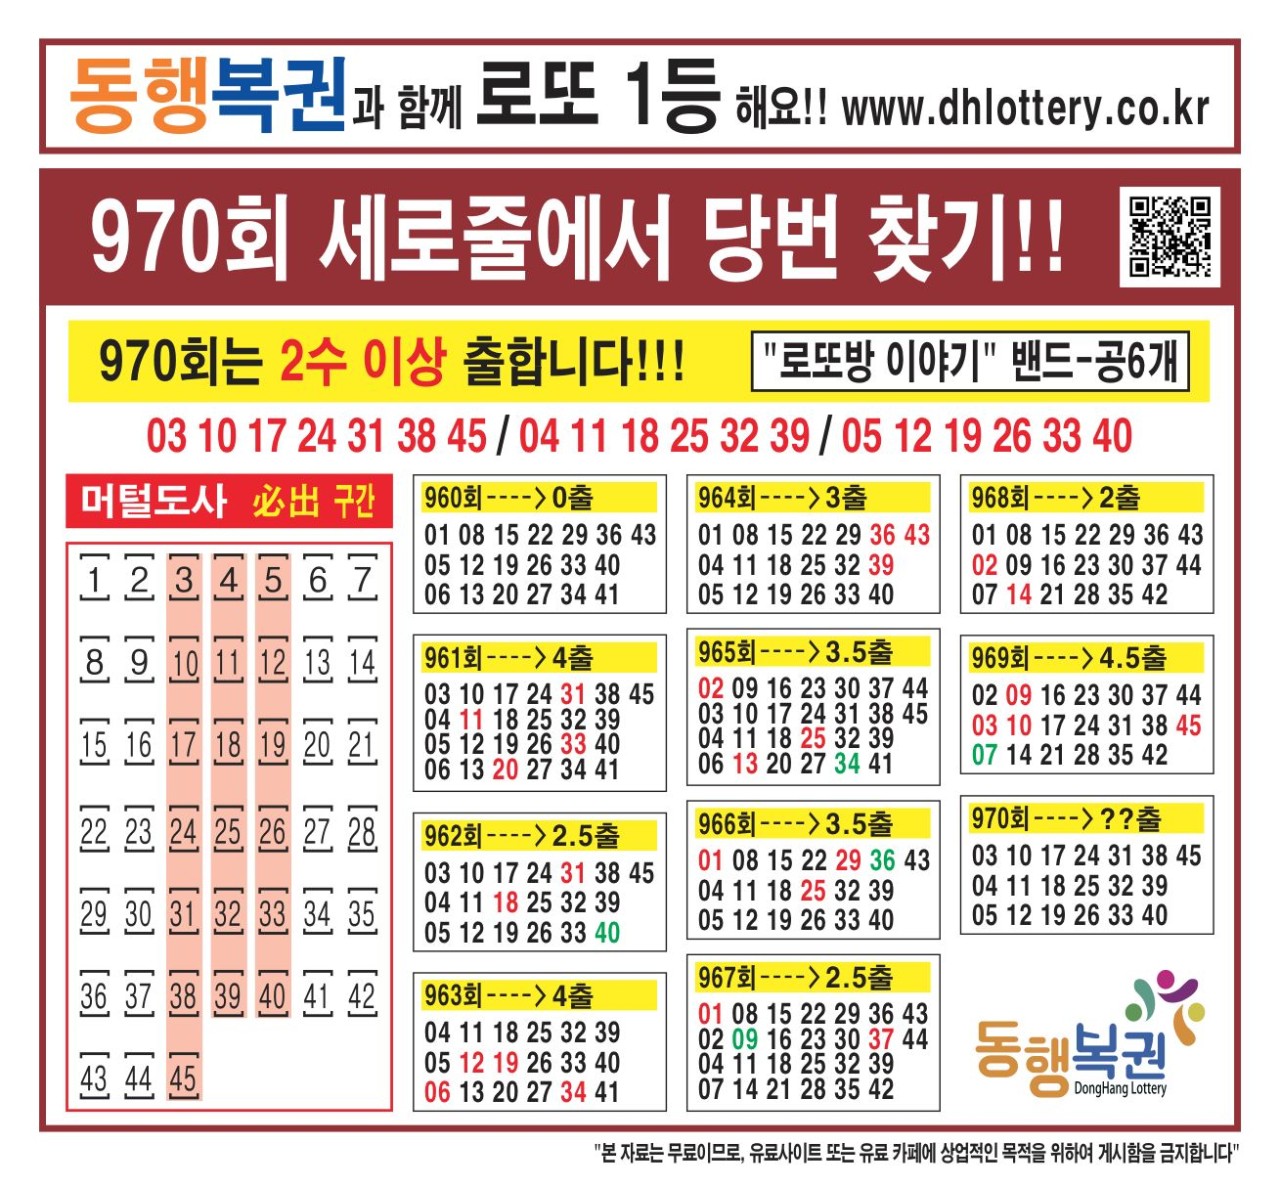 동행복권과 함께 로또 1등 해요!! www.dhlottery.co.kr
970회 세로줄에서 당번 찾기!!
970회는 2수 이상 출합니다!!!
"로또방 이야기" 밴드-공6개
03 10 17 24 31 38 45 / 04 11 18 25 32 39 / 05 12 19 26 33 40
머털도사 必出 구간
1 2 3 4 5 6 7
8 9 10 11 12 13 14
15 16 17 18 19 20 21
22 23 24 25 26 27 28
29 30 31 32 33 34 35
36 37 38 39 40 41 42
43 44 45
960회---->0출
01 08 15 22 29 36 43
05 12 19 26 33 40
06 13 20 27 34 41
961회---->4출
03 10 17 24 31 38 45
04 11 18 25 32 39
05 12 19 26 33 40
06 13 20 27 34 41
962회---->2.5출
03 10 17 24 31 38 45
04 11 18 25 32 39
05 12 19 26 33 40
963회---->4출
04 11 18 25 32 39
05 12 19 26 33 40
06 13 20 27 34 41
964회---->3출
01 08 15 22 29 36 43
04 11 18 25 32 39
05 12 19 26 33 40
965회---->3.5출
02 09 16 23 30 37 44
03 10 17 24 31 38 45
04 11 18 25 32 39
06 13 20 27 34 41
966회---->3.5출
01 08 15 22 29 36 43
04 11 18 25 32 39
05 12 19 26 33 40
967회---->2.5출
01 08 15 22 29 36 43
02 09 16 23 30 37 44
04 11 18 25 32 39
07 14 21 28 35 42
968회---->2출
01 08 15 22 29 36 43
02 09 16 23 30 37 44
07 14 21 28 35 42
969회---->4.5출
02 09 16 23 30 37 44
03 10 17 24 31 38 45
07 14 21 28 35 42
970회---->??출
03 10 17 24 31 38 45
04 11 18 25 32 39
05 12 19 26 33 40
동행복권
DongHang Lottery
"본 자료는 무료이므로, 유료사이트 또는 유료 카페에 상업적인 목적을 위하여 게시함을 금지합니다"